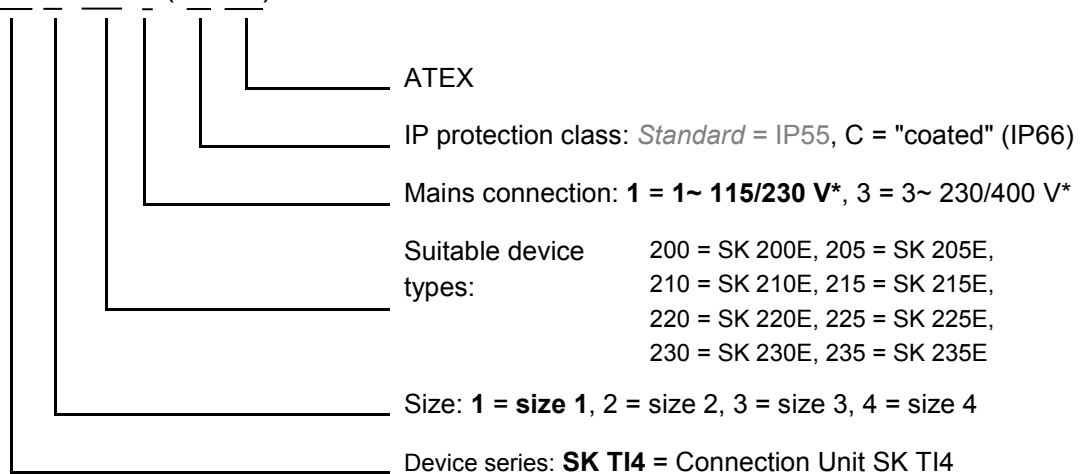 ATEX
IP protection class: Standard = IP55, C = "coated" (IP66)
Mains connection: 1 = 1~ 115/230 V*, 3 = 3~ 230/400 V*
Suitable device types:
200 = SK 200E, 205 = SK 205E,
210 = SK 210E, 215 = SK 215E,
220 = SK 220E, 225 = SK 225E,
230 = SK 230E, 235 = SK 235E
Size: 1 = size 1, 2 = size 2, 3 = size 3, 4 = size 4
Device series: SK TI4 = Connection Unit SK TI4